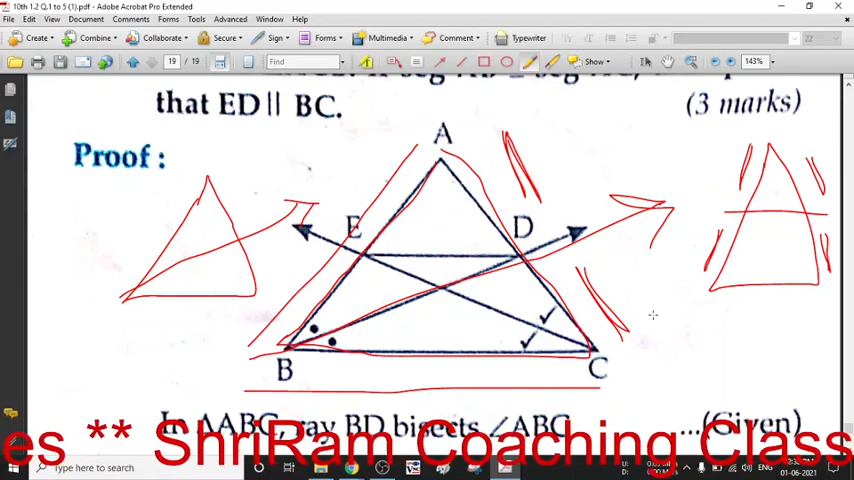 10th 1.2 Q.1 to 5 (1).pdf - Adobe Acrobat Pro Extended
File Edit View Document Comments Forms Tools Advanced Window Help
Create Combine Collaborate Secure Sign Forms Multimedia Comment Typewriter
19 / 19 Find Show 143%
that ED || BC. (3 marks)
Proof :
A
E D
B C
In ΔABC, ray BD bisects ∠ABC ...(Given)
es ** ShriRam Coaching Class
Type here to search ENG 01-06-2021